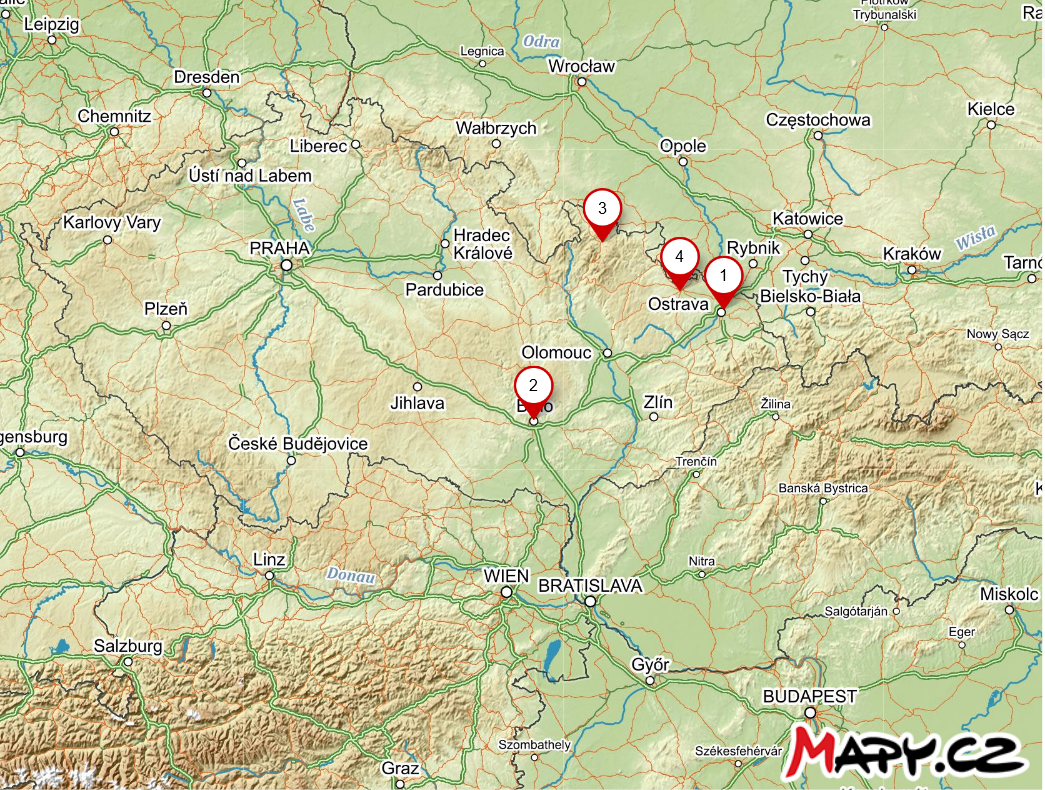 Piotrków
Trybunalski
Leipzig
Odra
Legnica
Wrocław
Dresden
Chemnitz
Kielce
Częstochowa
Wałbrzych
Liberec
Opole
Ústí nad Labem
Labe
3
Karlovy Vary
Katowice
Hradec
Králové
PRAHA
Rybnik
Wisła
4
Kraków
Tarnó
1
Tychy
Pardubice
Bielsko-Biała
Ostrava
Plzeň
Nowy Sącz
Olomouc
2
Jihlava
Zlín
Žilina
gensburg
České Budějovice
Trenčín
Banská Bystrica
Linz
Nitra
Donau
WIEN
BRATISLAVA
Miskolc
Salgótarján
Eger
Salzburg
Győr
BUDAPEST
Szombathely
Székesfehérvár
MAPY.CZ
Graz